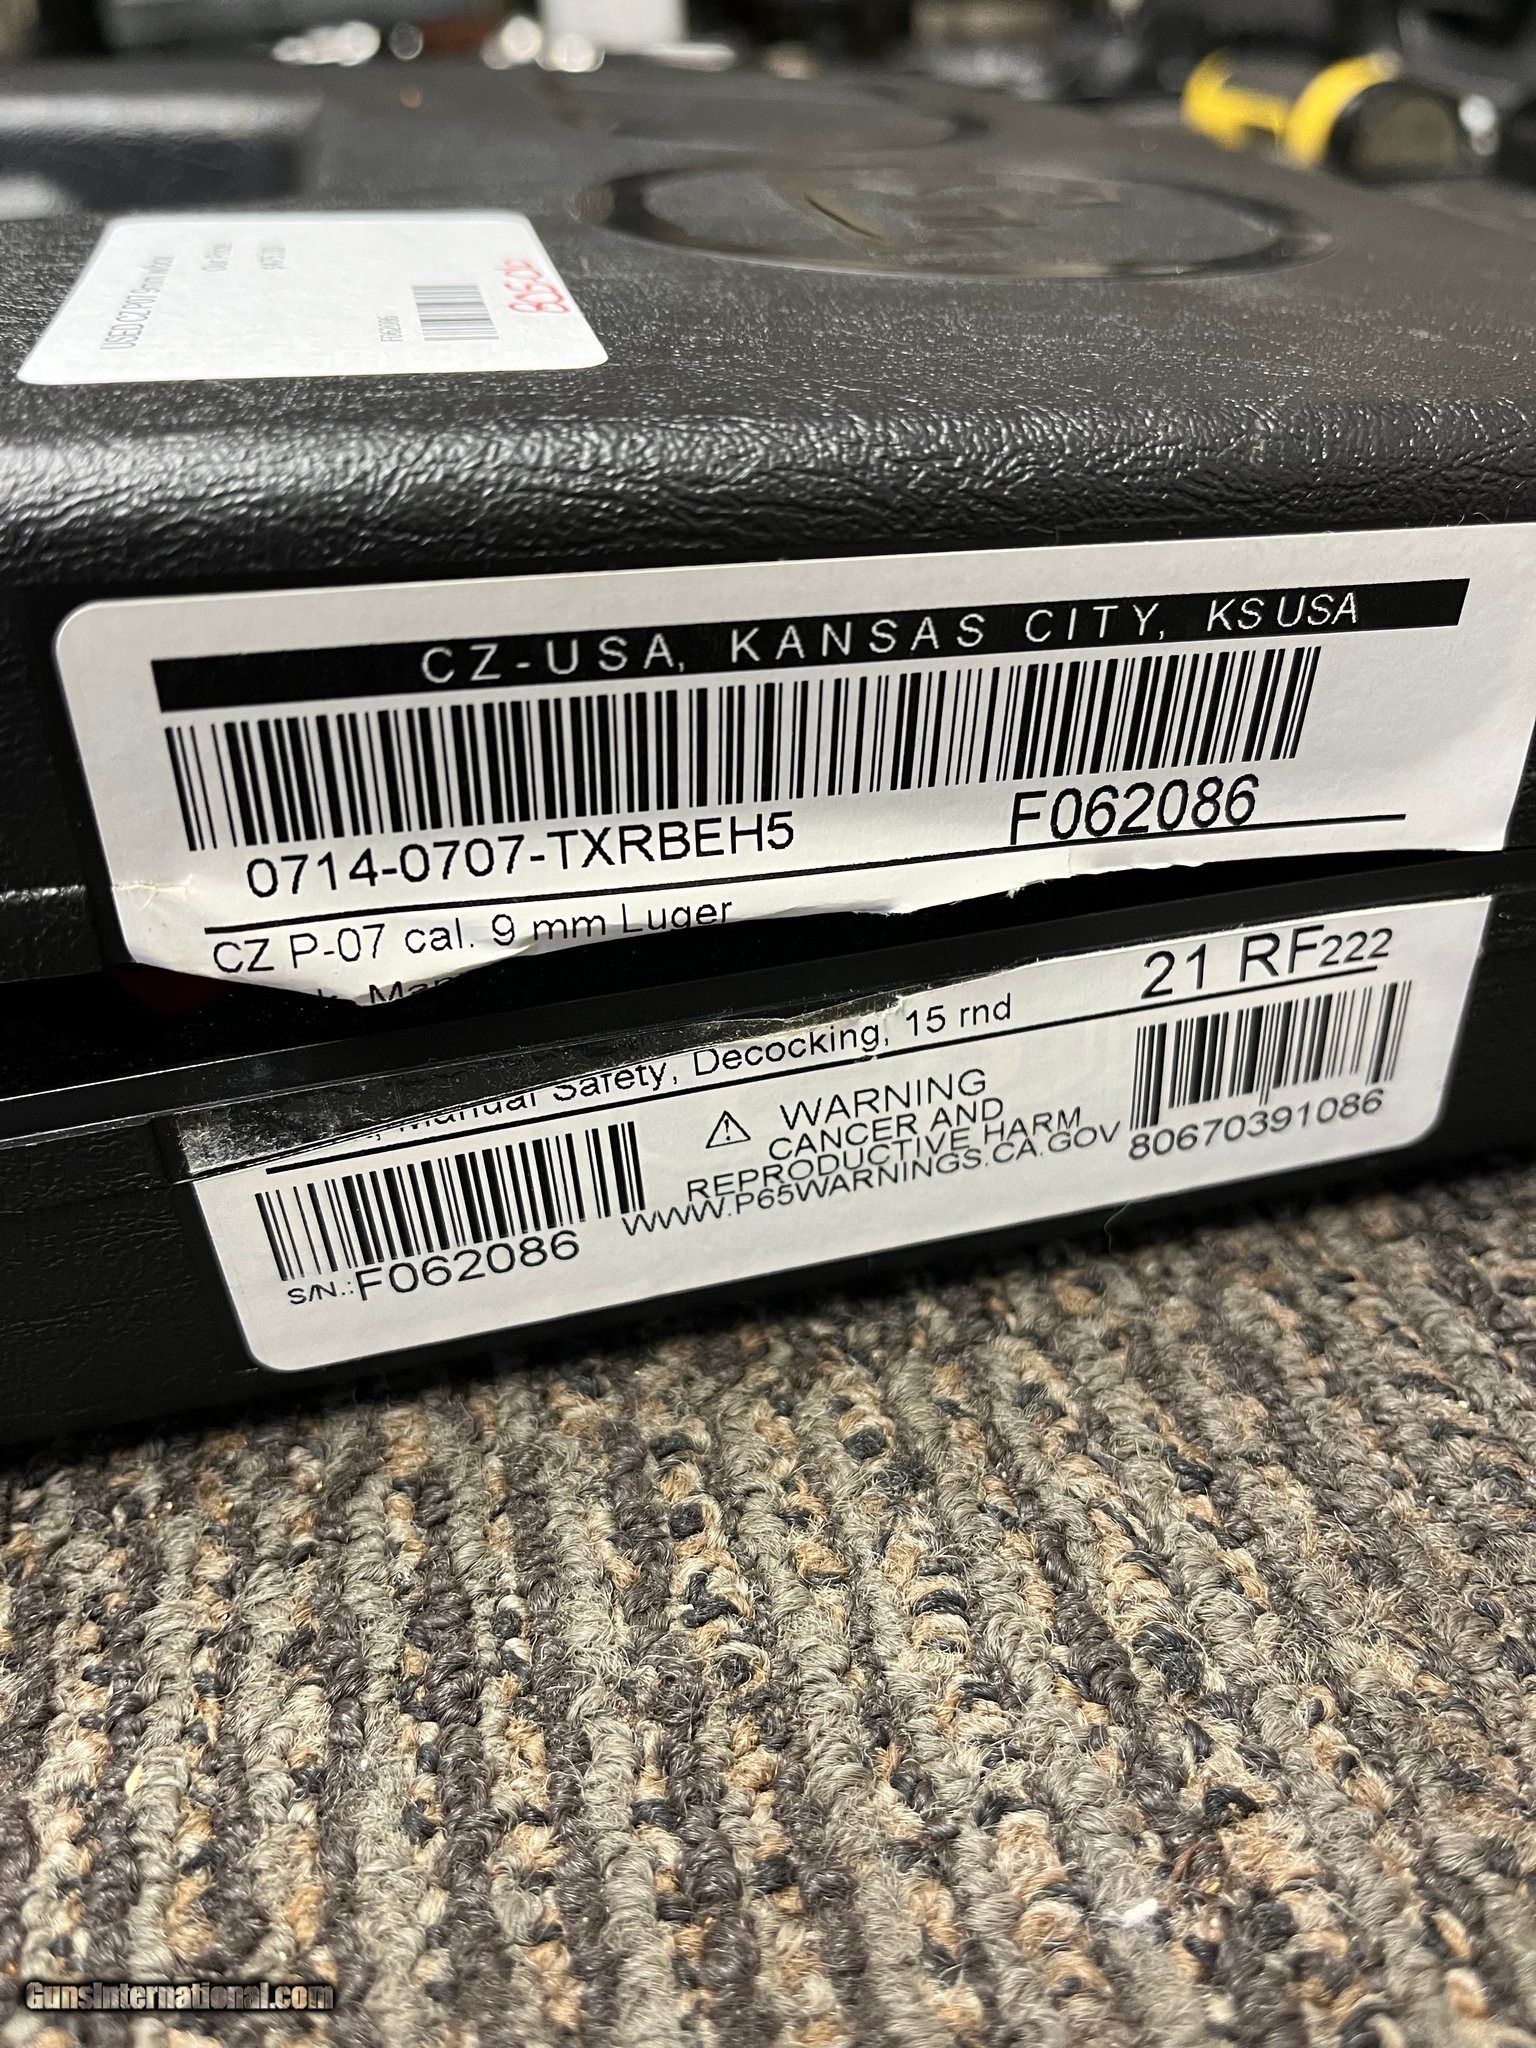 F062086
CZ-USA, KANSAS CITY, KS USA
0714-0707-TXRBEH5 F062086
CZ P-07 cal. 9 mm Luger
21 RF222
Manual Safety, Decocking, 15 rnd
WARNING
CANCER AND
REPRODUCTIVE HARM
WWW.P65WARNINGS.CA.GOV
80670391086
S/N.:F062086
GunsInternational.com